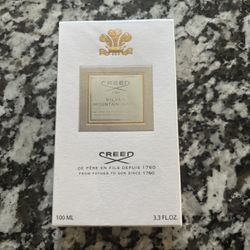 CREED
SILVER
MOUNTAIN WATER
CREED
DE PÈRE EN FILS DEPUIS 1760
FROM FATHER TO SON SINCE 1760
100 ML
3.3 FL.OZ.